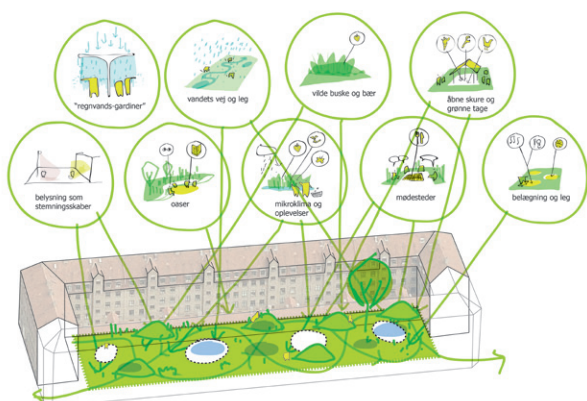 "regnvands-gardiner"
vandets vej og leg
vilde buske og bær
åbne skure og
grønne tage
belysning som
stemningsskaber
oaser
mikroklima og
oplevelser
mødesteder
belægning og leg